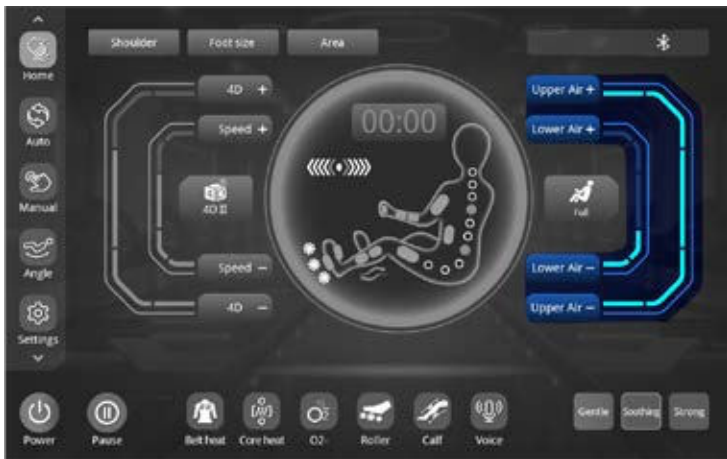 Home
Auto
Manual
Angle
Settings
Shoulder
Foot size
Area
4D +
Speed +
4D II
Speed −
4D −
00:00
Upper Air +
Lower Air +
Full
Lower Air −
Upper Air −
Power
Pause
Belt heat
Core heat
O2-
Roller
Calf
Voice
Gentle
Soothing
Strong